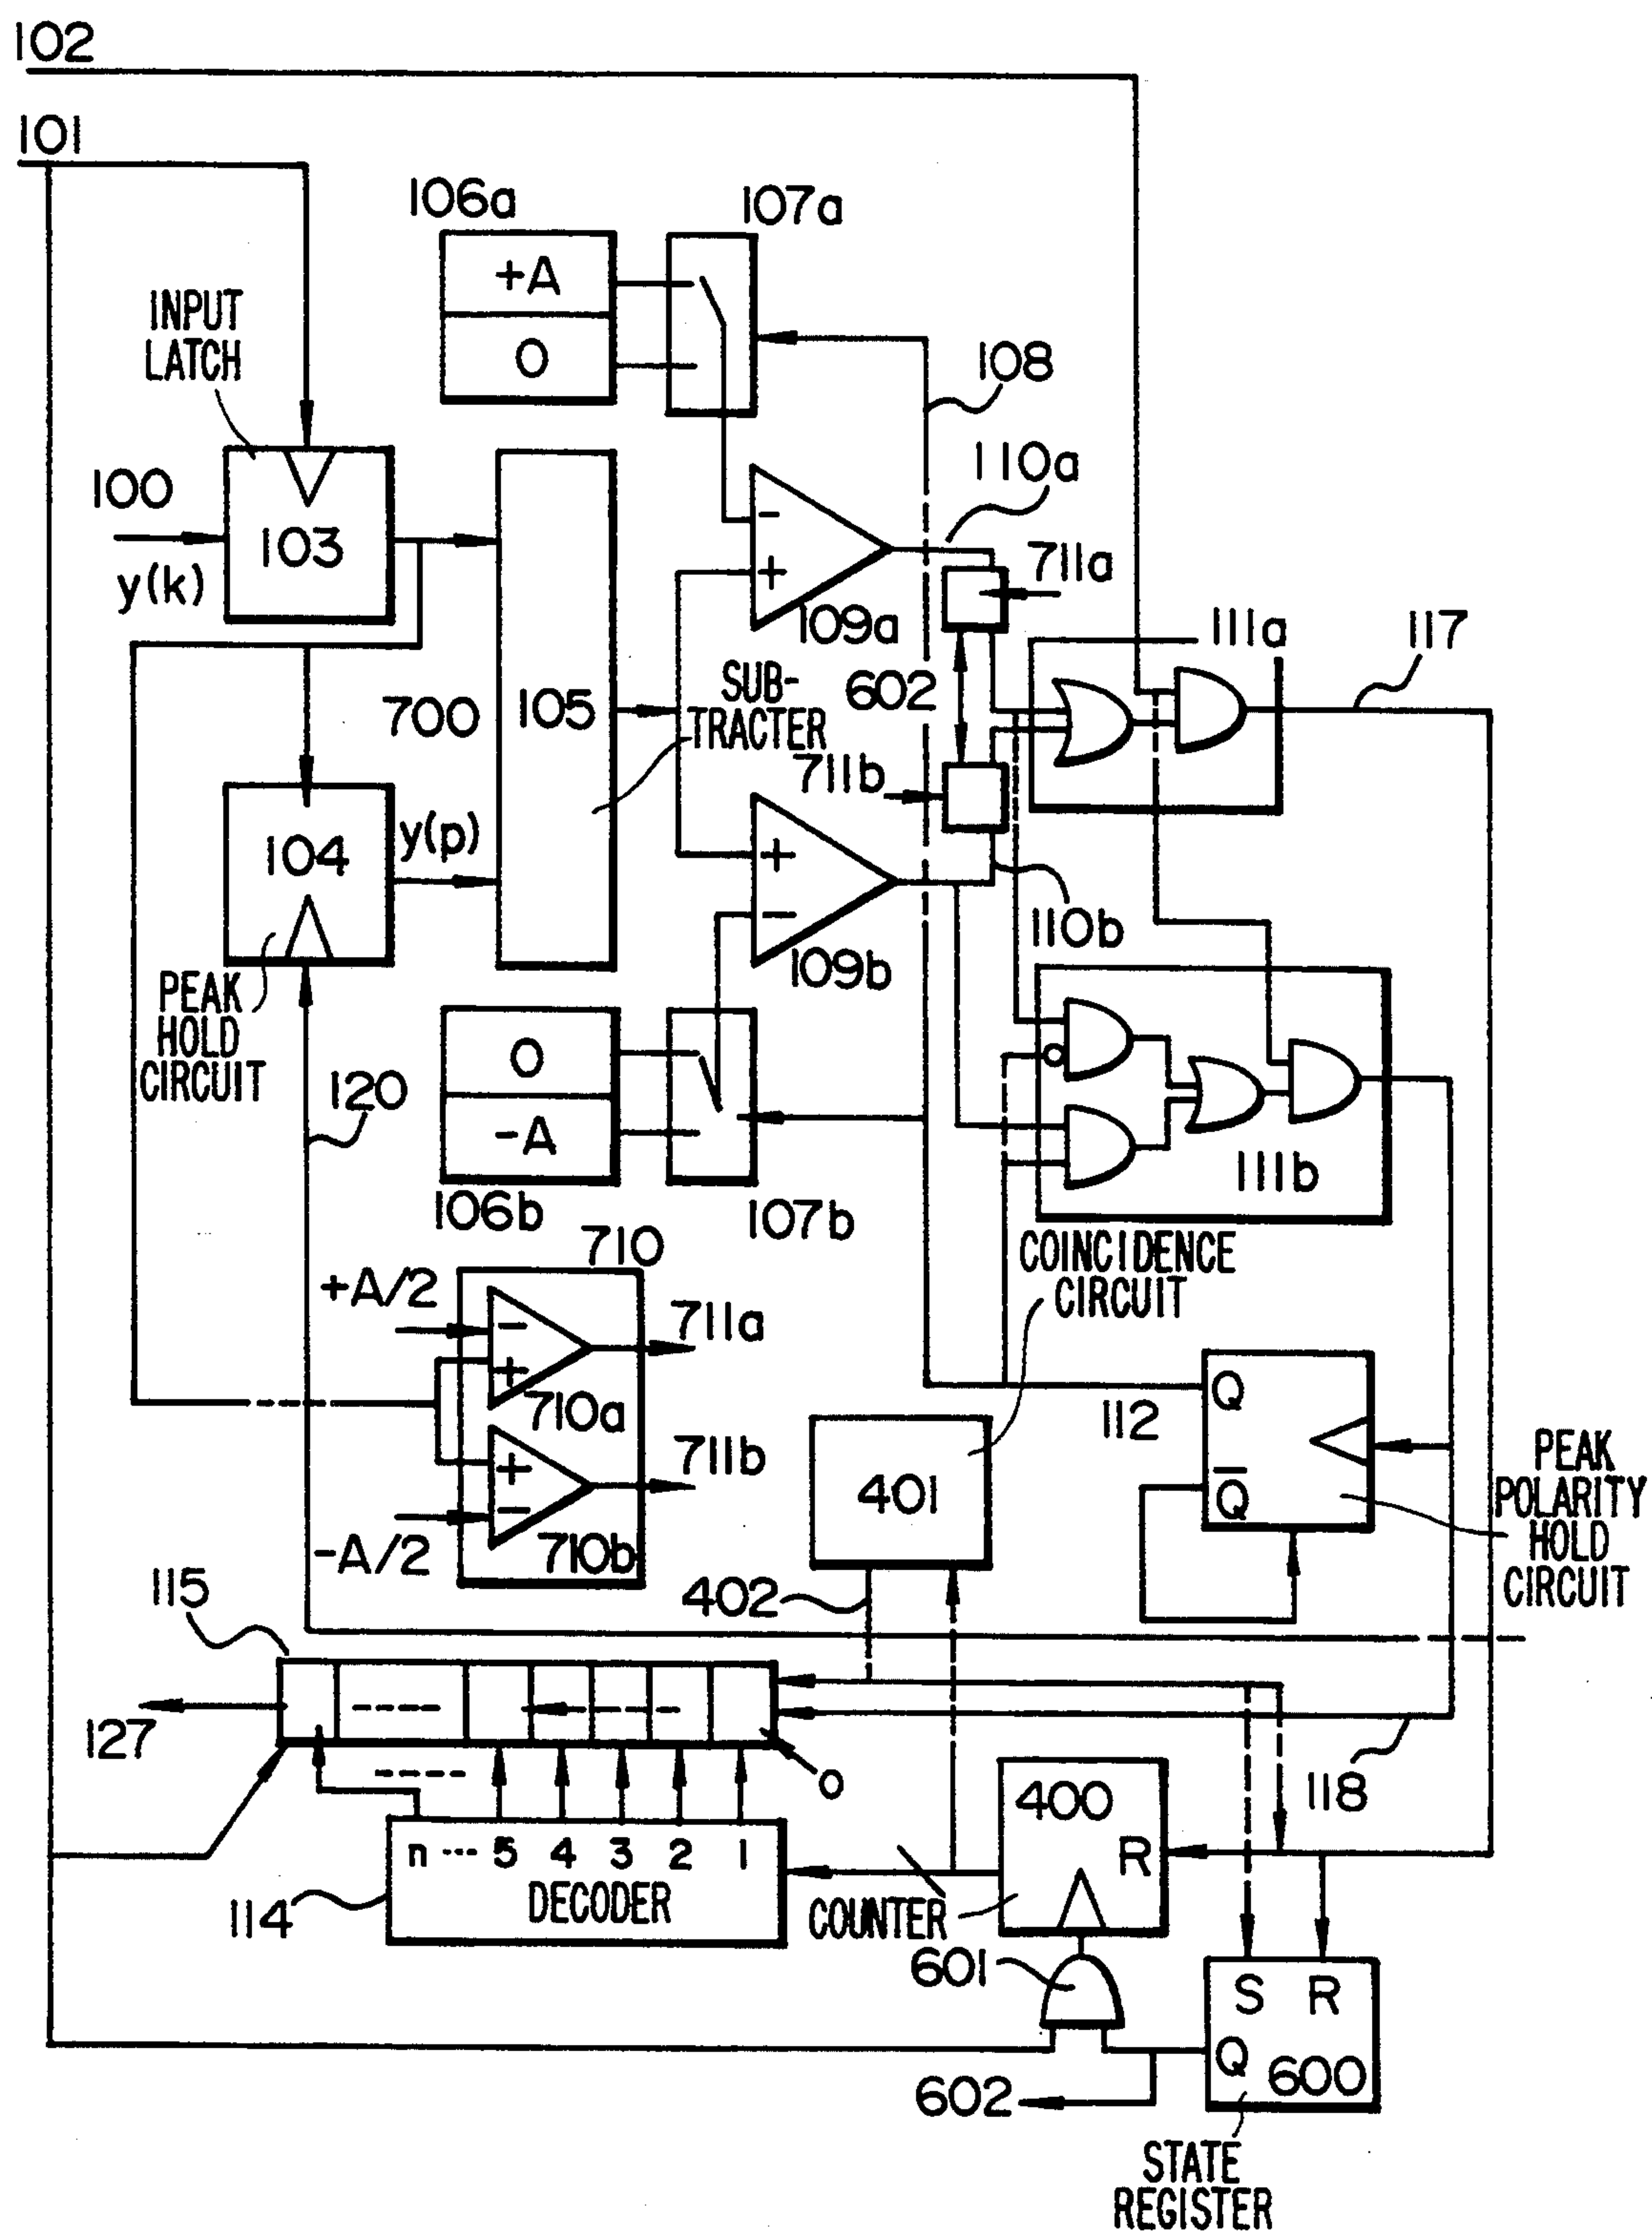 102
101
106a
107a
+A
0
INPUT
LATCH
108
100
103
y(k)
110a
-
+
711a
109a
111a
117
700
105
SUB-
TRACTER
602
711b
104
y(p)
+
-
110b
109b
PEAK
HOLD
CIRCUIT
120
0
-A
106b
107b
111b
COINCIDENCE
CIRCUIT
710
+A/2
-
+
710a
711a
+
-
710b
711b
-A/2
112
Q
Q̅
401
402
PEAK
POLARITY
HOLD
CIRCUIT
115
127
0
118
n ··· 5 4 3 2 1
DECODER
114
COUNTER
400
R
601
S R
Q
600
602
STATE
REGISTER